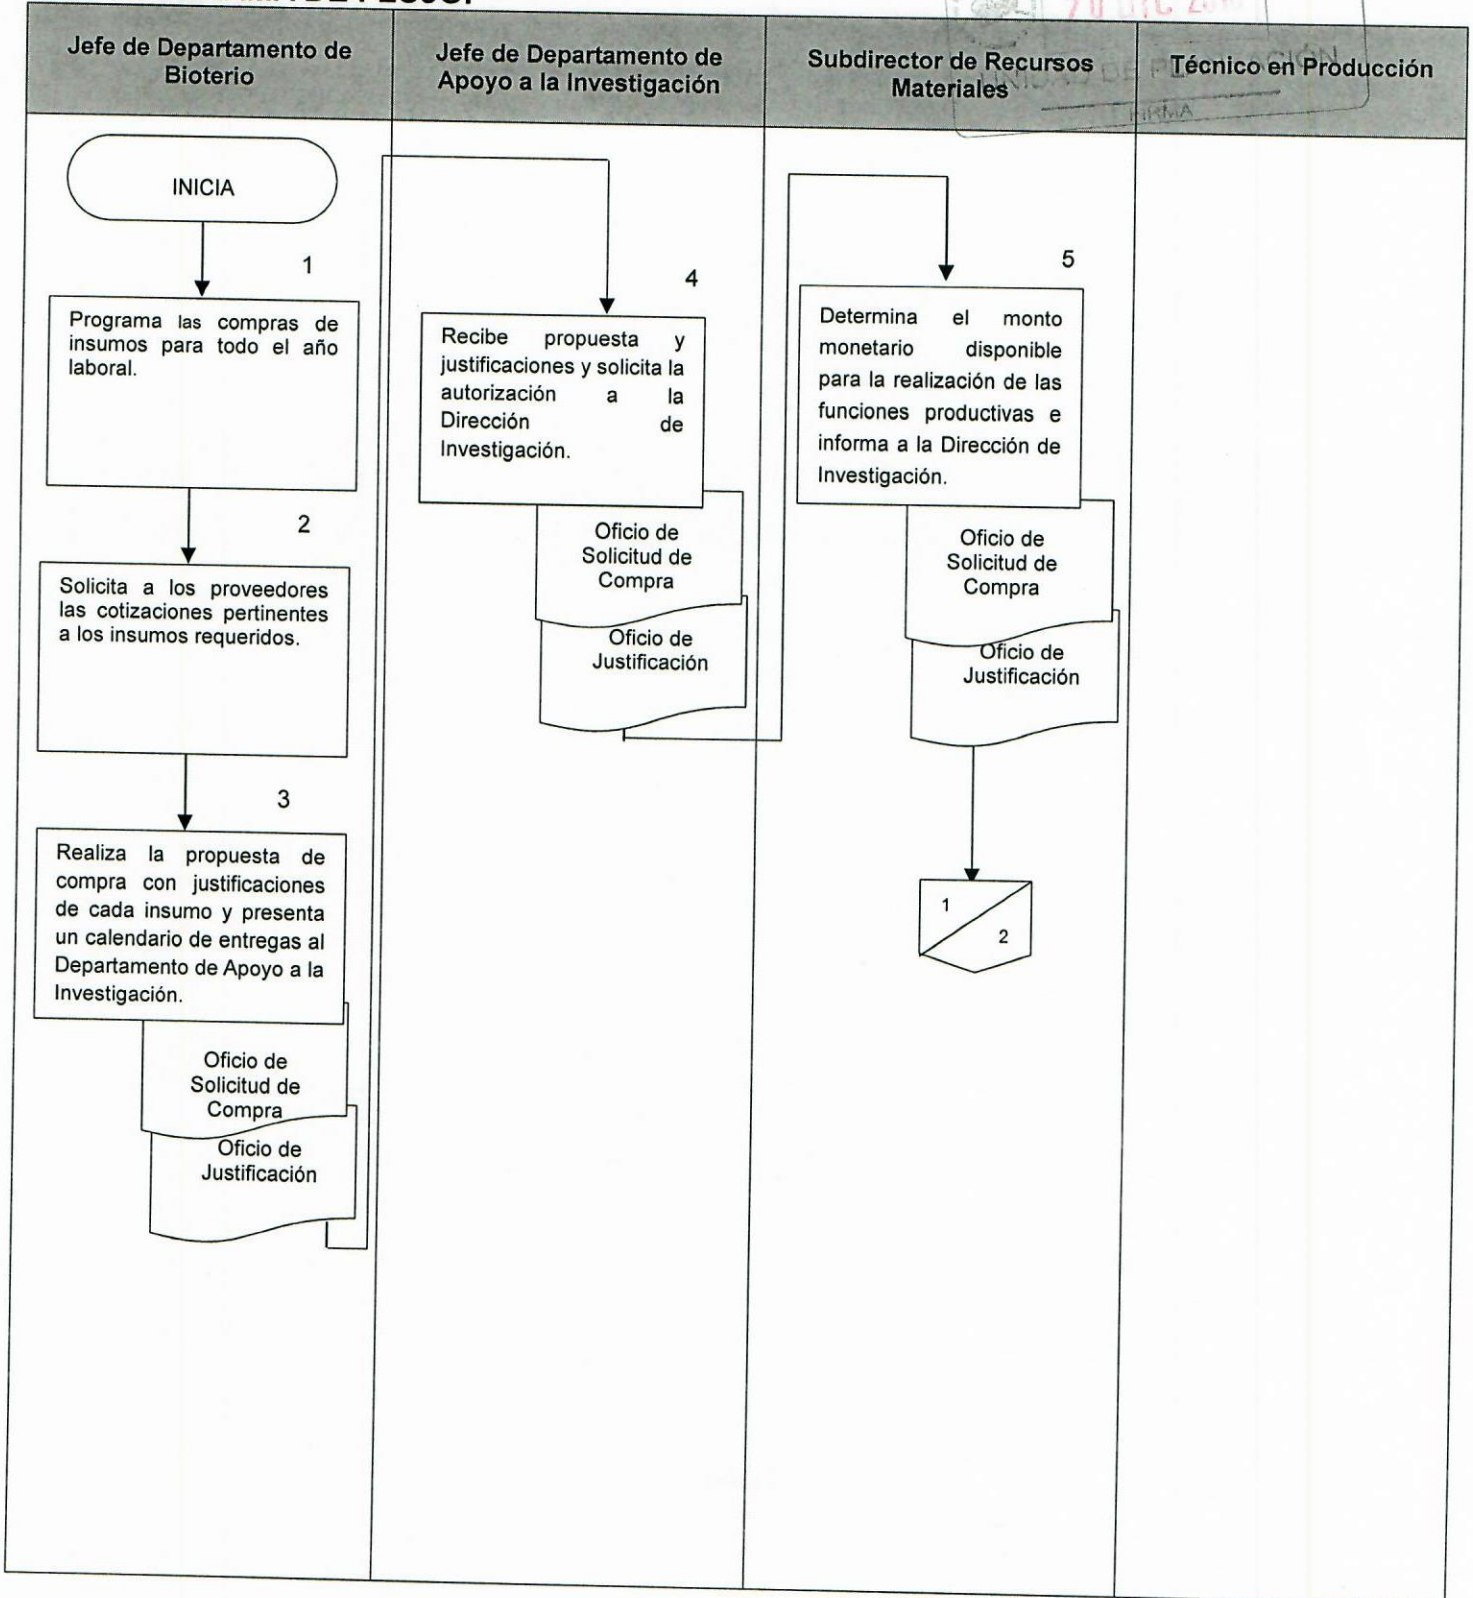 DE FLUJO.
20 DIC
Jefe de Departamento de
Bioterio
Jefe de Departamento de
Apoyo a la Investigación
Subdirector de Recursos
Materiales
Técnico en Producción
FIRMA
INICIA
1
Programa las compras de
insumos para todo el año
laboral.
2
Solicita a los proveedores
las cotizaciones pertinentes
a los insumos requeridos.
3
Realiza la propuesta de
compra con justificaciones
de cada insumo y presenta
un calendario de entregas al
Departamento de Apoyo a la
Investigación.
Oficio de
Solicitud de
Compra
Oficio de
Justificación
4
Recibe propuesta y
justificaciones y solicita la
autorización a la
Dirección de
Investigación.
Oficio de
Solicitud de
Compra
Oficio de
Justificación
5
Determina el monto
monetario disponible
para la realización de las
funciones productivas e
informa a la Dirección de
Investigación.
Oficio de
Solicitud de
Compra
Oficio de
Justificación
1
2